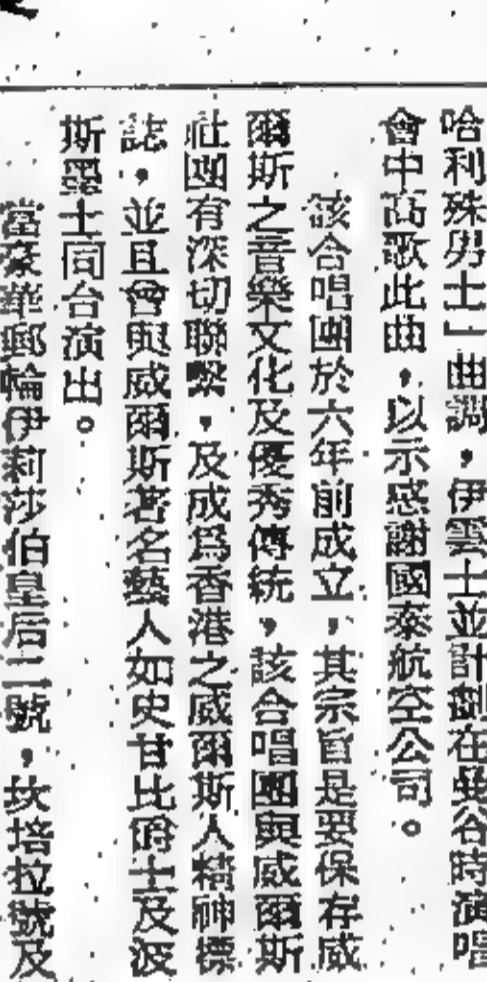 哈利殊男士」曲調，伊雲士並計劃在曼谷時演唱
會中高歌此曲，以示感謝國泰航空公司。
該合唱團於六年前成立，其宗旨是要保存威
爾斯之音樂文化及優秀傳統，該合唱團與威爾斯
社團有深切聯繫，及成爲香港之威爾斯人精神標
誌，並且曾與威爾斯著名藝人如史甘比爵士及波
斯墨士同台演出。
當豪華郵輪伊莉莎伯皇后二號，坎培拉號及